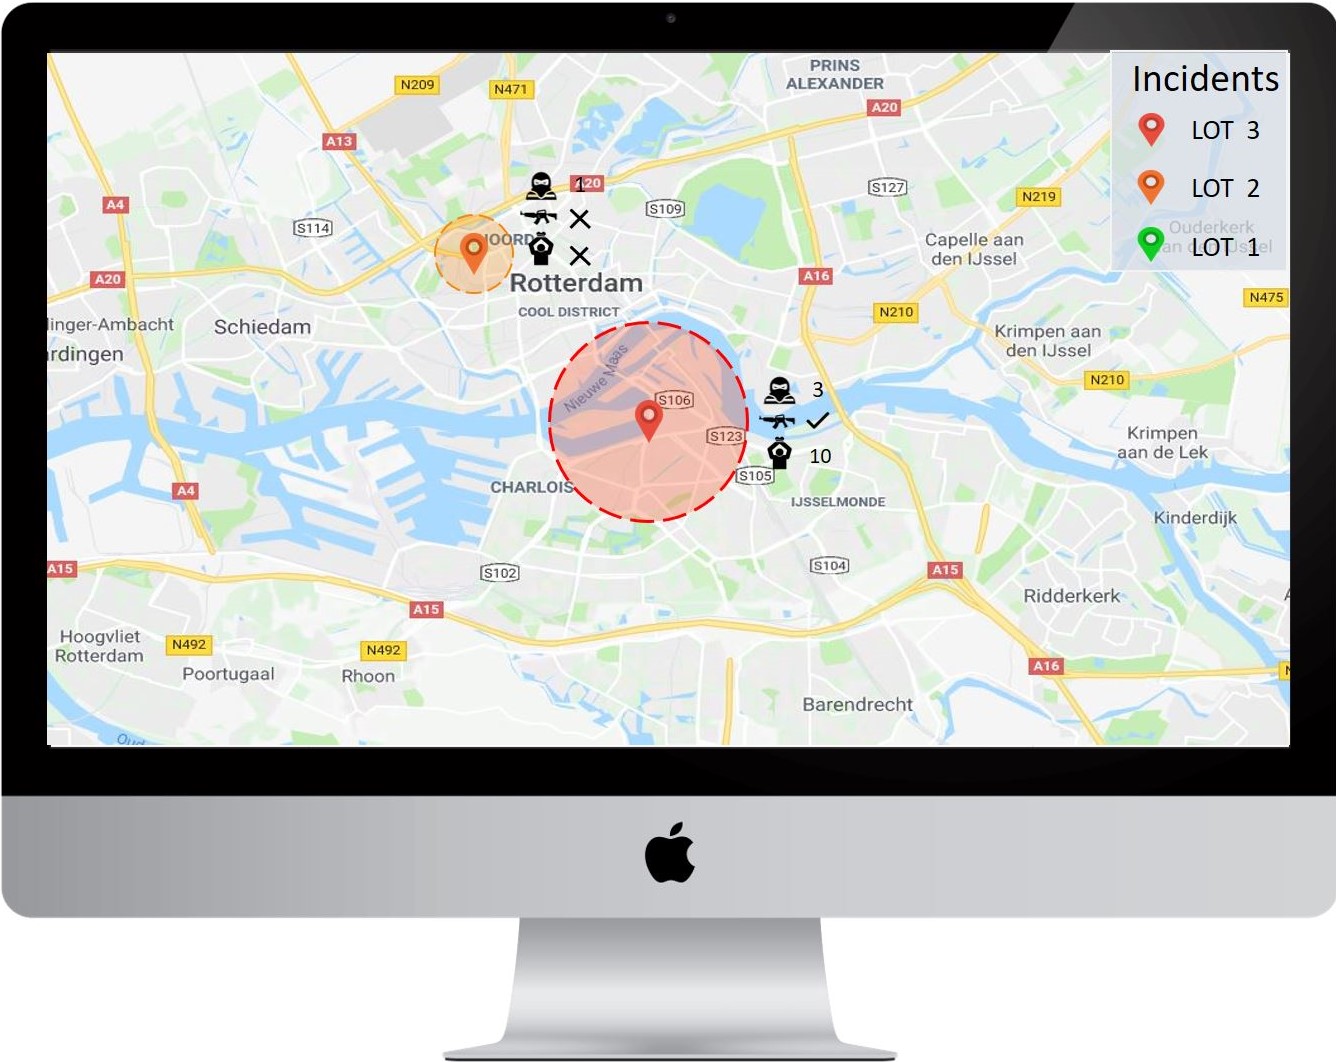 PRINS
ALEXANDER
Incidents
N209
N471
A20
LOT 3
A13
1
A20
S127
LOT 2
N219
A4
S109
S114
Ouderkerk
an den IJssel
LOT 1
NOORD
Capelle aan
den IJssel
A20
Rotterdam
A16
N475
COOL DISTRICT
N210
linger-Ambacht
Schiedam
Krimpen aan
den IJssel
rdingen
Nieuwe Maas
N210
3
S106
S123
Krimpen
aan de Lek
10
S105
A4
CHARLOIS
IJSSELMONDE
Kinderdijk
A15
S102
S104
A15
A15
Ridderkerk
Hoogvliet
Rotterdam
N492
N492
A16
Poortugaal
Rhoon
Barendrecht